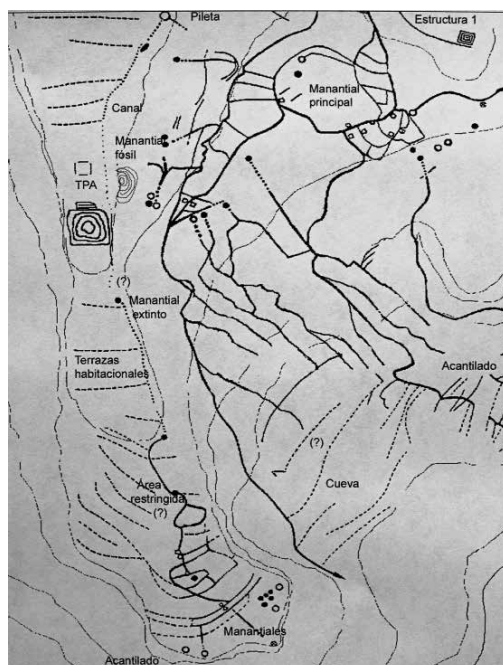 Pileta
Estructura 1
Manantial
principal
Canal
Manantial
fósil
TPA
(?)
Manantial
extinto
Terrazas
habitacionales
Acantilado
(?)
Cueva
Área
restringida
(?)
Manantiales
Acantilado